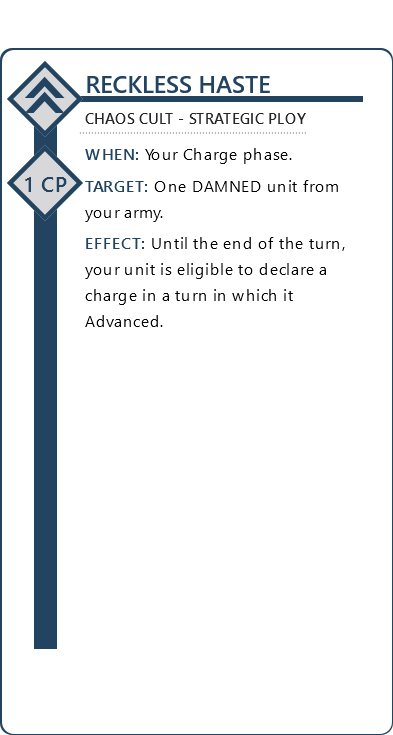 RECKLESS HASTE
CHAOS CULT - STRATEGIC PLOY
1 CP
WHEN: Your Charge phase.
TARGET: One DAMNED unit from
your army.
EFFECT: Until the end of the turn,
your unit is eligible to declare a
charge in a turn in which it
Advanced.